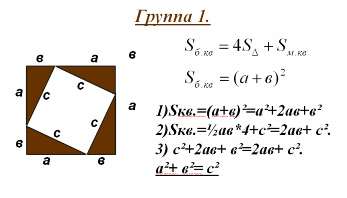 Группа 1.
в а в
а с с
S б.кв = 4S△ + S м.кв
S б.кв = (а + в)²
с а
в с
а в
1)Sкв.=(а+в)²=а²+2ав+в²
2)Sкв.=½ав*4+с²=2ав+ с².
3) с²+2ав+ в²=2ав+ с².
а²+ в²= с²